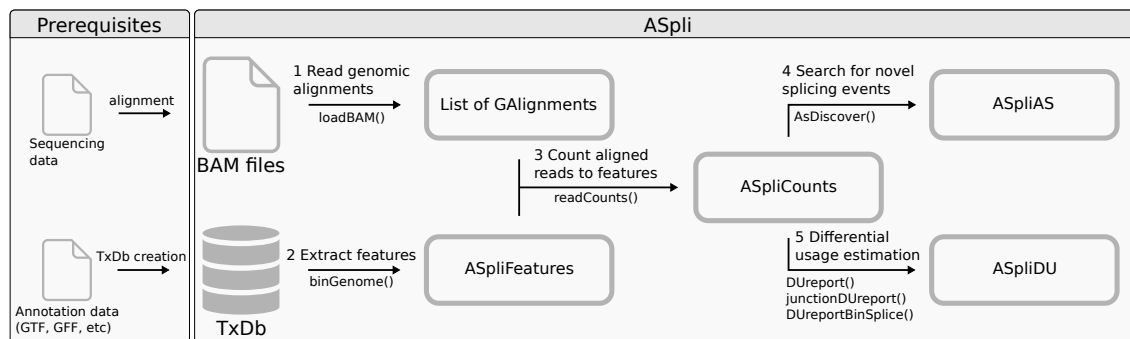 Prerequisites
ASpli
alignment
Sequencing
data
TxDb creation
Annotation data
(GTF, GFF, etc)
BAM files
1 Read genomic
alignments
loadBAM()
List of GAlignments
TxDb
2 Extract features
binGenome()
ASpliFeatures
3 Count aligned
reads to features
readCounts()
ASpliCounts
4 Search for novel
splicing events
AsDiscover()
ASpliAS
5 Differential
usage estimation
DUreport()
junctionDUreport()
DUreportBinSplice()
ASpliDU